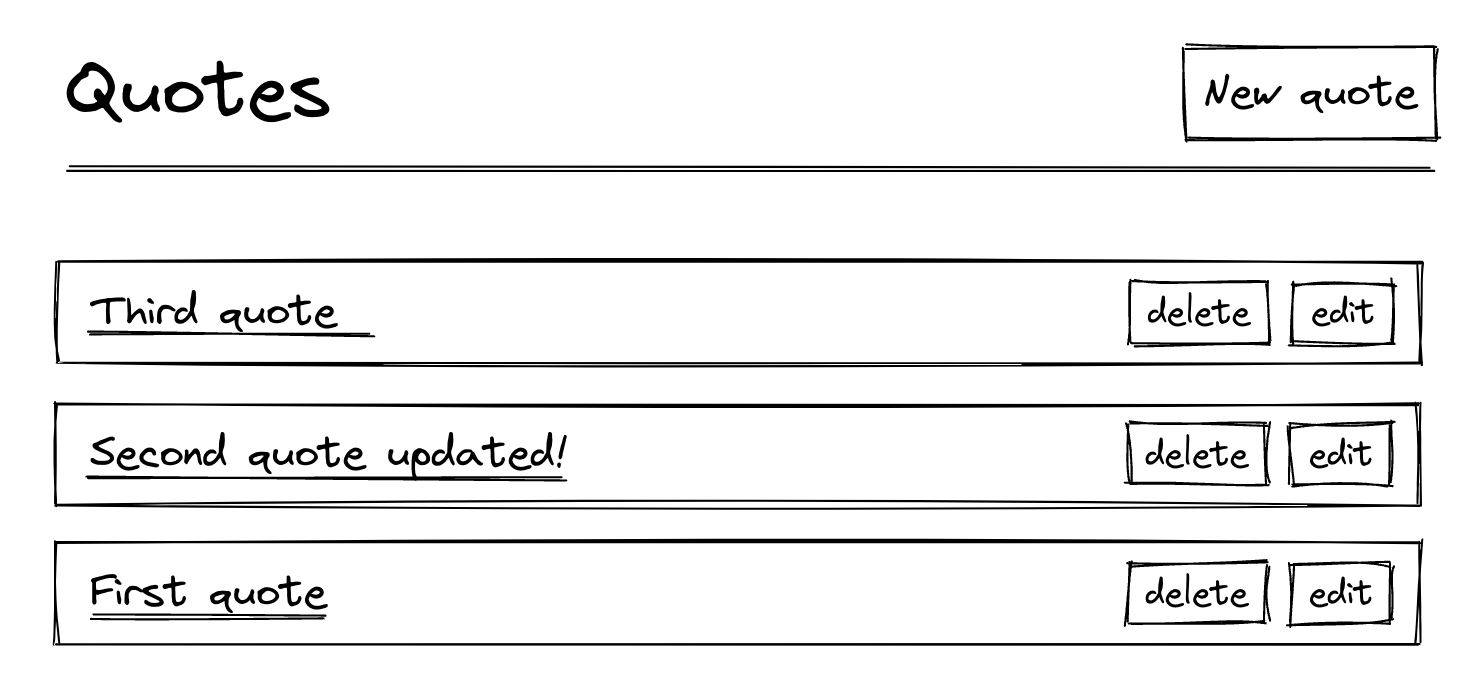 Quotes
New quote
Third quote delete edit
Second quote updated! delete edit
First quote delete edit